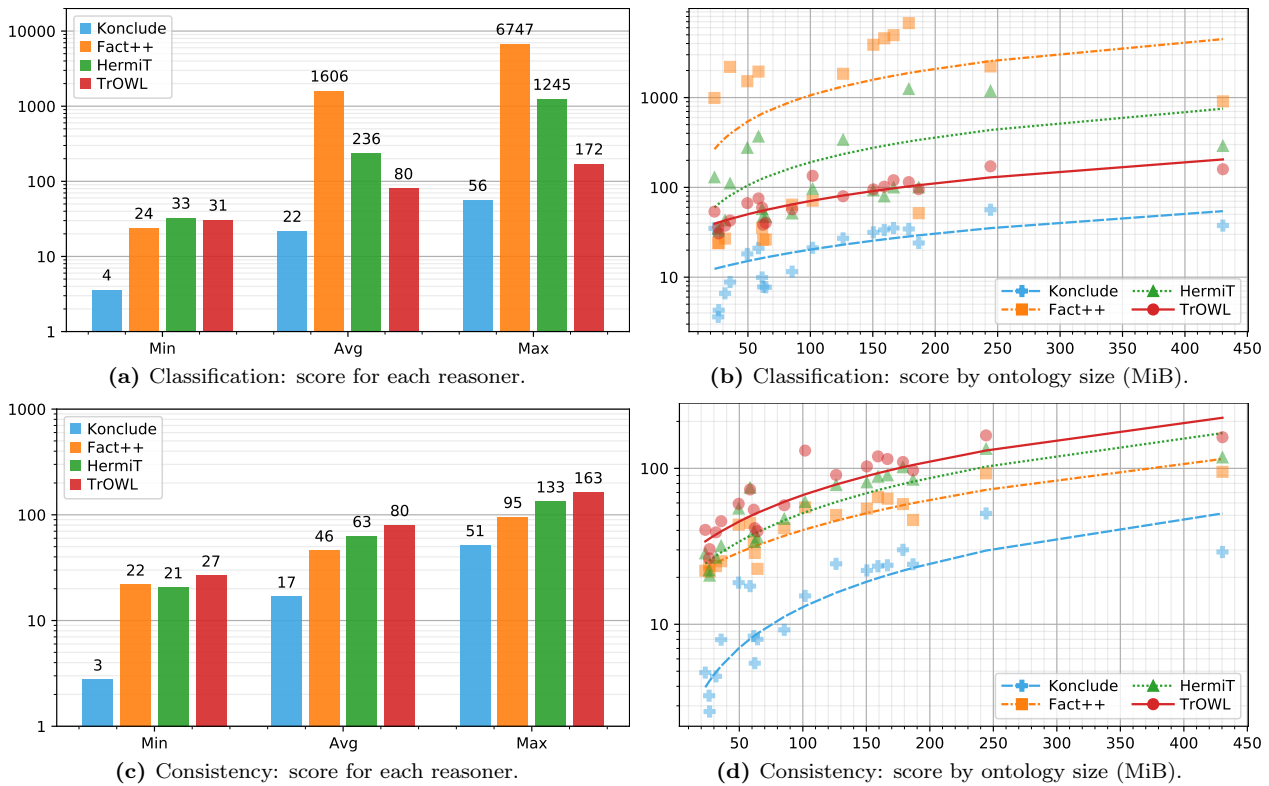 10000
1000
100
10
1
Konclude
Fact++
HermiT
TrOWL
4
24
33
31
22
1606
236
80
56
6747
1245
172
Min
Avg
Max
(a) Classification: score for each reasoner.
1000
100
10
Konclude
Fact++
HermiT
TrOWL
50
100
150
200
250
300
350
400
450
(b) Classification: score by ontology size (MiB).
1000
100
10
1
Konclude
Fact++
HermiT
TrOWL
3
22
21
27
17
46
63
80
51
95
133
163
Min
Avg
Max
(c) Consistency: score for each reasoner.
100
10
Konclude
Fact++
HermiT
TrOWL
50
100
150
200
250
300
350
400
450
(d) Consistency: score by ontology size (MiB).